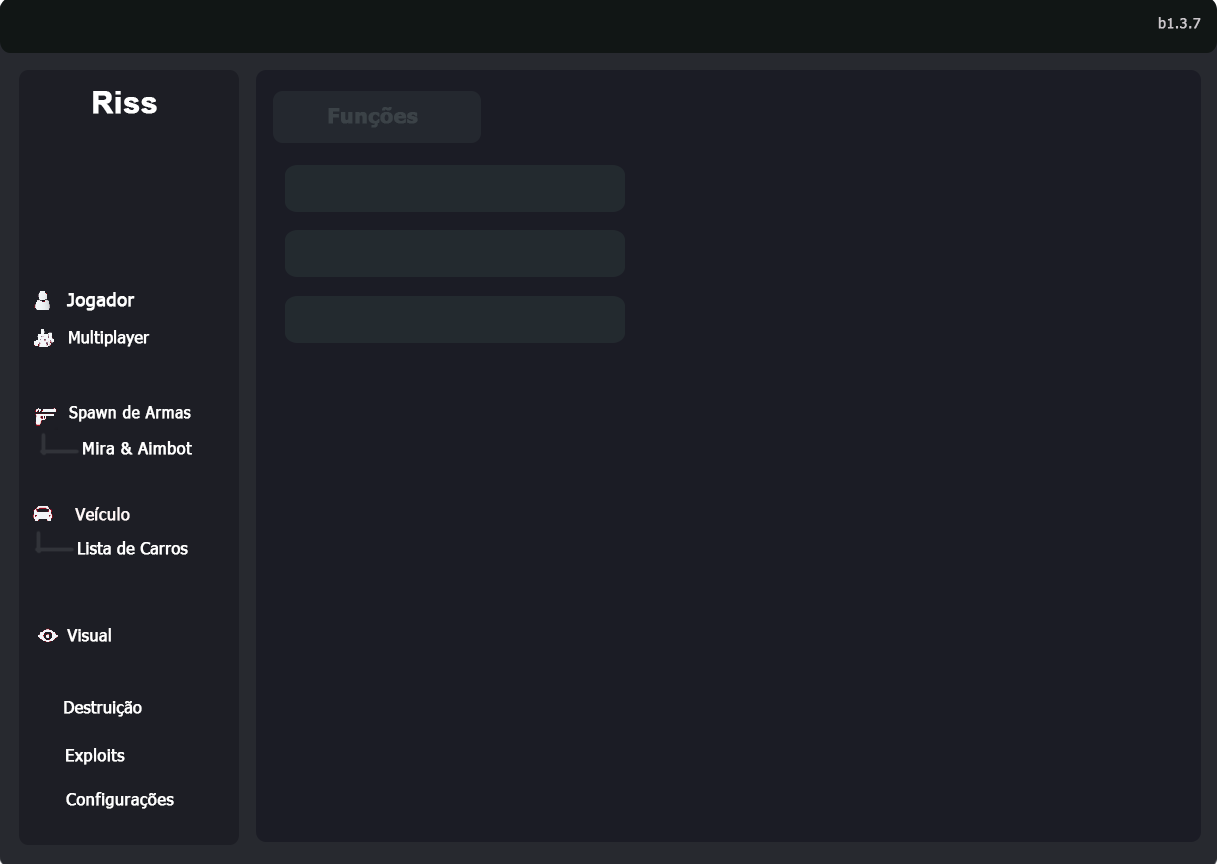 b1.3.7
Riss
Funções
Jogador
Multiplayer
Spawn de Armas
Mira & Aimbot
Veículo
Lista de Carros
Visual
Destruição
Exploits
Configurações